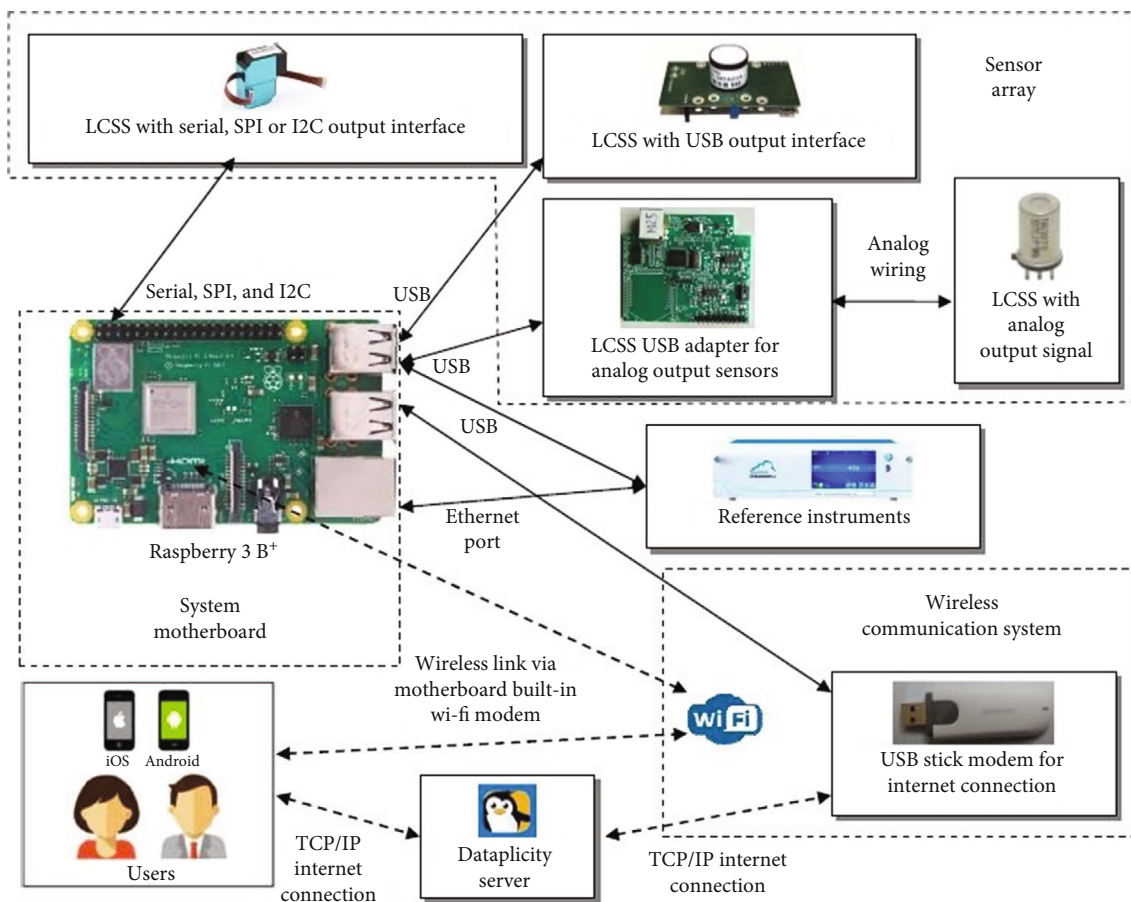 Sensor
array
LCSS with serial, SPI or I2C output interface
LCSS with USB output interface
Analog
wiring
LCSS with
analog
output signal
LCSS USB adapter for
analog output sensors
Serial, SPI, and I2C
USB
USB
USB
Reference instruments
Ethernet
port
Raspberry 3 B+
HDMI
System
motherboard
Wireless
communication system
Wireless link via
motherboard built-in
wi-fi modem
WiFi
USB stick modem for
internet connection
iOS Android
Users
TCP/IP
internet
connection
Dataplicity
server
TCP/IP internet
connection